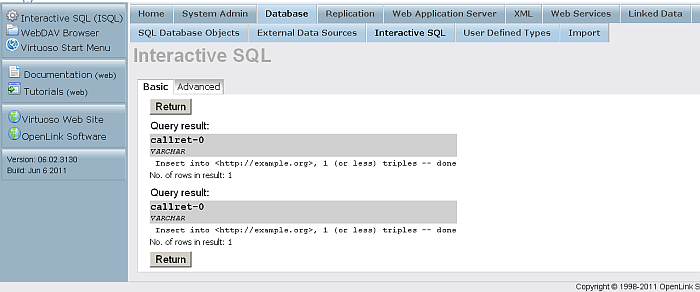 Interactive SQL (ISQL)
WebDAV Browser
Virtuoso Start Menu
Documentation (web)
Tutorials (web)
Virtuoso Web Site
OpenLink Software
Version: 06.02.3130
Build: Jun 6 2011
Home System Admin Database Replication Web Application Server XML Web Services Linked Data
SQL Database Objects External Data Sources Interactive SQL User Defined Types Import
Interactive SQL
Basic Advanced
Return
Query result:
callret-0
VARCHAR
Insert into <http://example.org>, 1 (or less) triples -- done
No. of rows in result: 1
Query result:
callret-0
VARCHAR
Insert into <http://example.org>, 1 (or less) triples -- done
No. of rows in result: 1
Return
Copyright © 1998-2011 OpenLink S